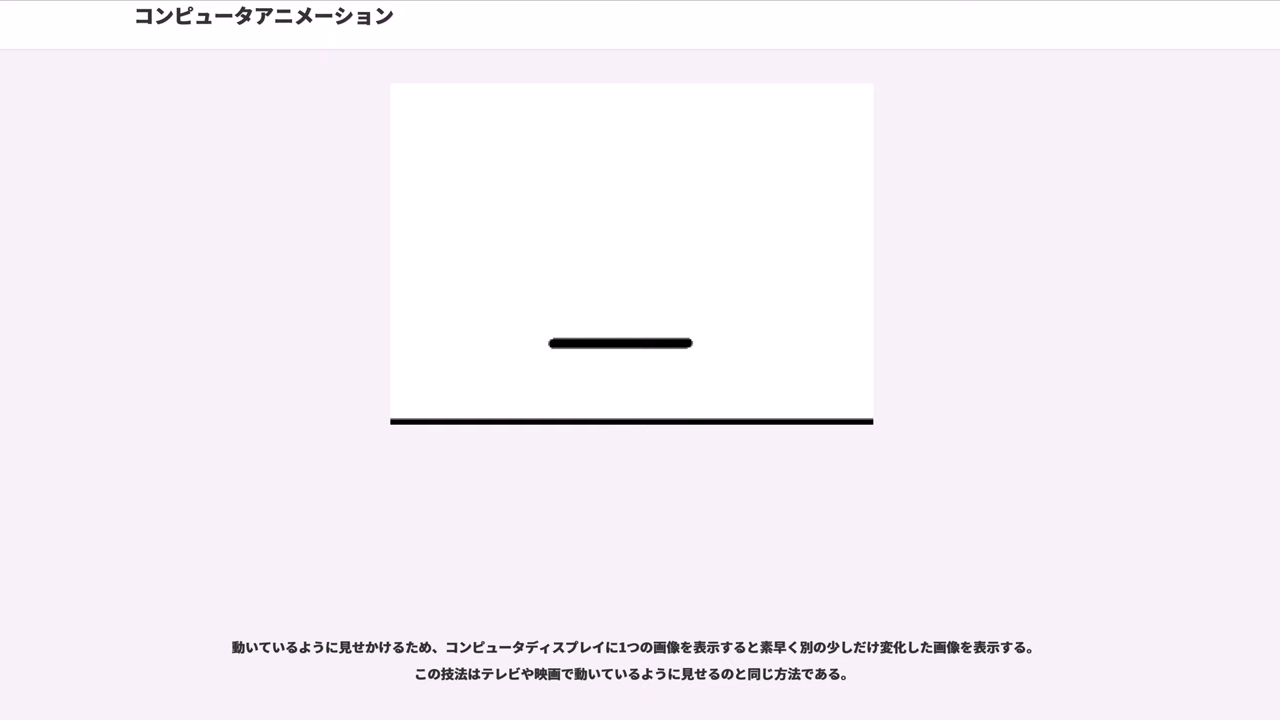 コンピュータアニメーション
動いているように見せかけるため、コンピュータディスプレイに1つの画像を表示すると素早く別の少しだけ変化した画像を表示する。
この技法はテレビや映画で動いているように見せるのと同じ方法である。